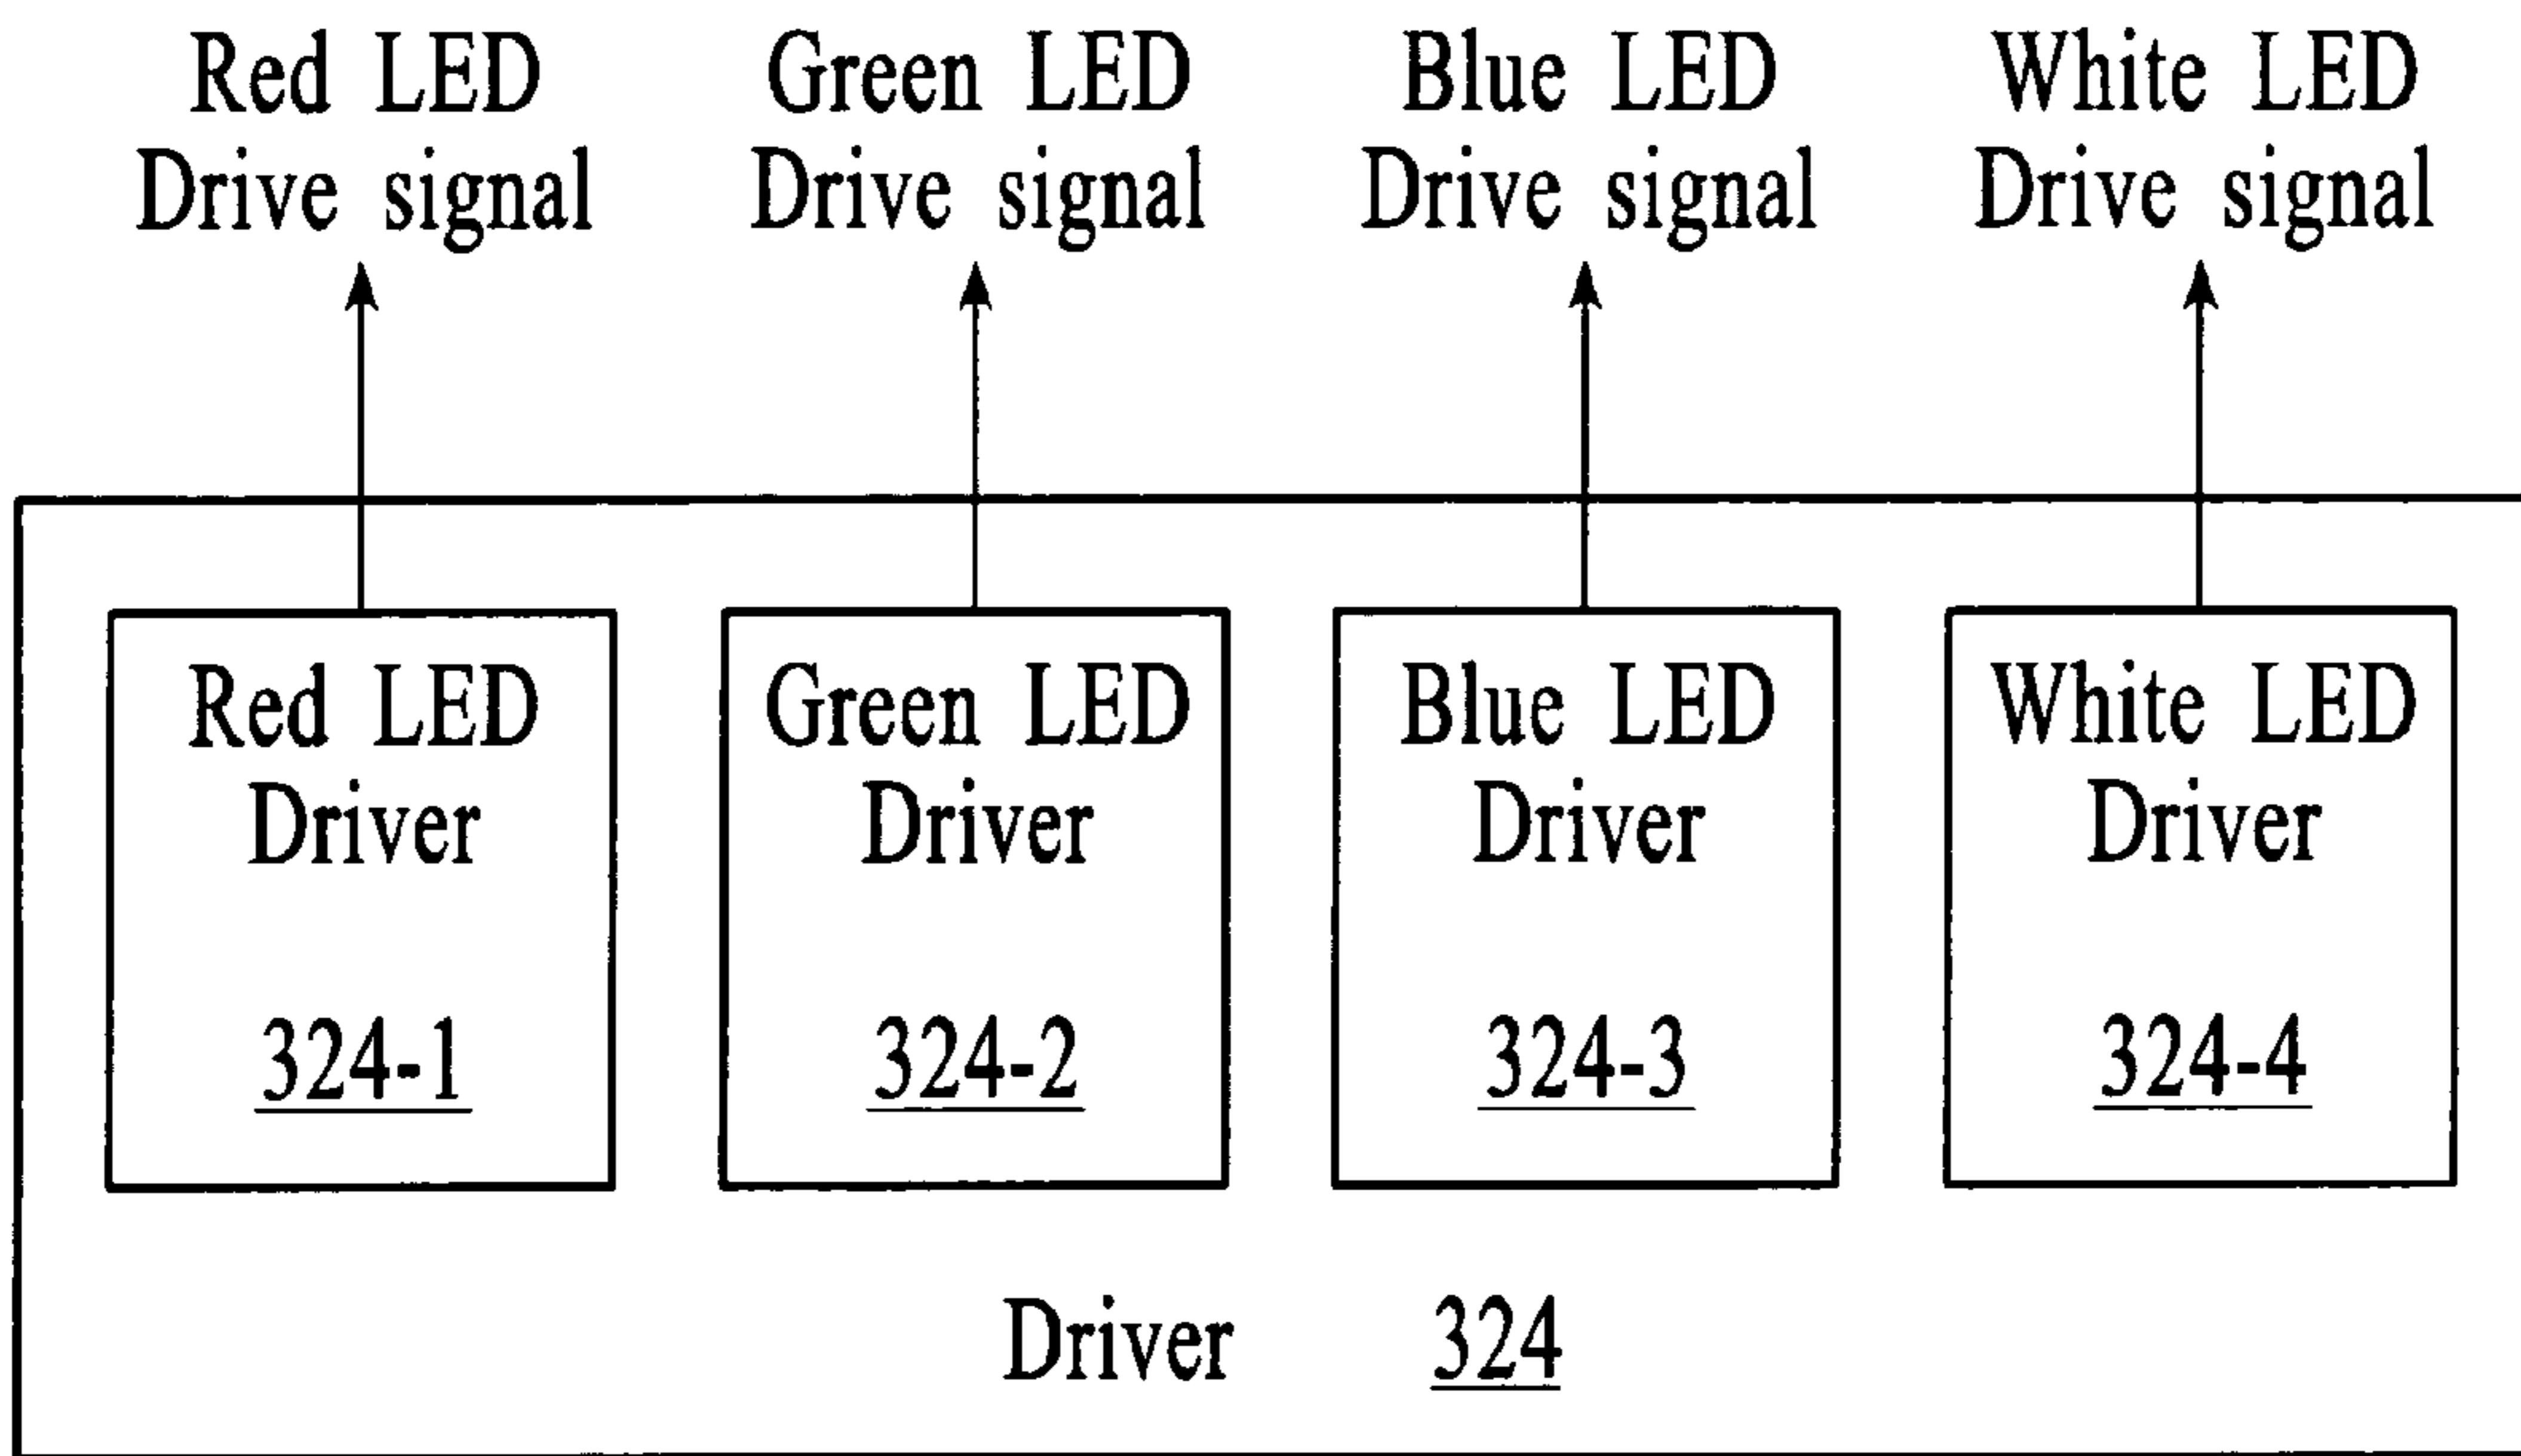 Red LED
Drive signal
Green LED
Drive signal
Blue LED
Drive signal
White LED
Drive signal
Red LED
Driver
324-1
Green LED
Driver
324-2
Blue LED
Driver
324-3
White LED
Driver
324-4
Driver 324